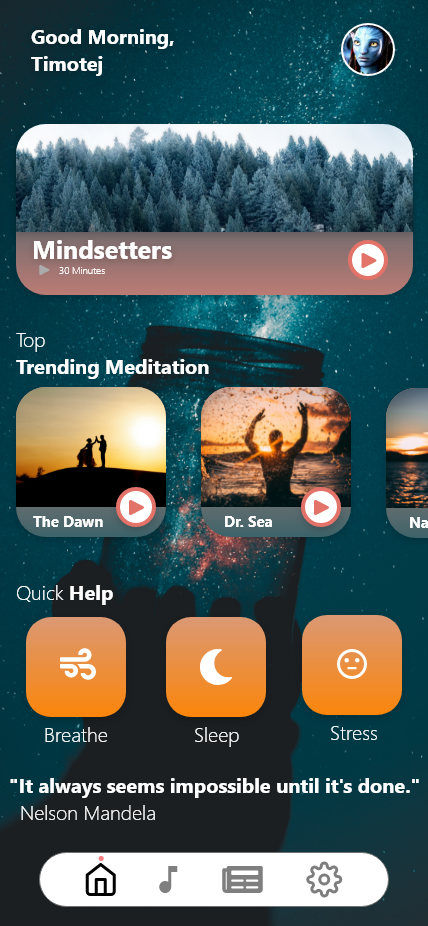 Good Morning,
Timotej
Mindsetters
30 Minutes
Top
Trending Meditation
The Dawn
Dr. Sea
Na
Quick Help
Breathe
Sleep
Stress
"It always seems impossible until it's done."
Nelson Mandela